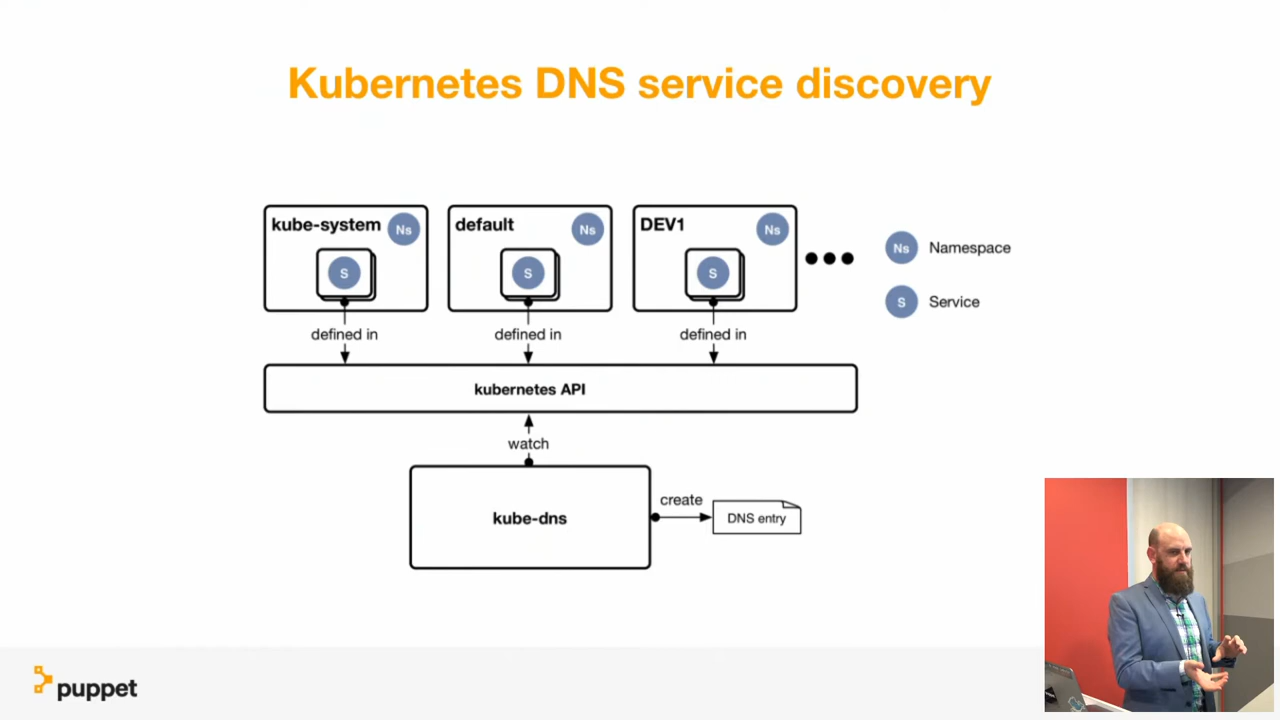 Kubernetes DNS service discovery
kube-system
Ns
default
Ns
DEV1
Ns
S
S
S
Ns
Namespace
S
Service
defined in
defined in
defined in
kubernetes API
watch
kube-dns
create
DNS entry
puppet